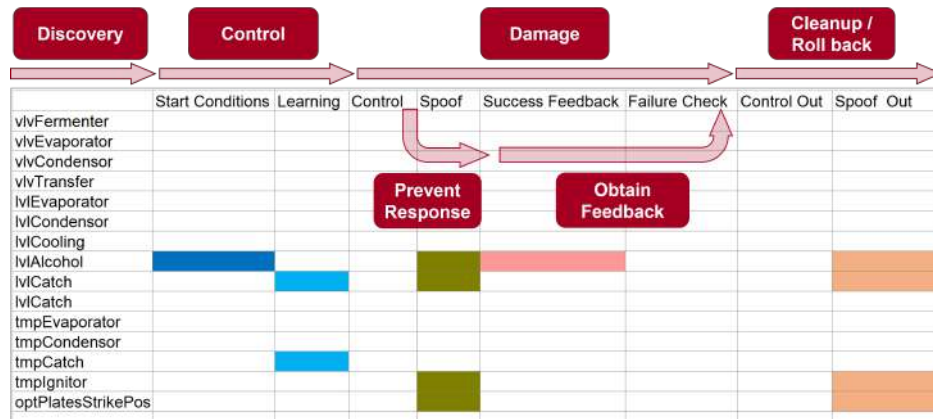 Discovery
Control
Damage
Cleanup /
Roll back
Start Conditions Learning Control Spoof Success Feedback Failure Check Control Out Spoof Out
vlvFermenter
vlvEvaporator
vlvCondensor
vlvTransfer
Prevent
Response
Obtain
Feedback
lvlEvaporator
lvlCondensor
lvlCooling
lvlAlcohol
lvlCatch
lvlCatch
tmpEvaporator
tmpCondensor
tmpCatch
tmpIgnitor
optPlatesStrikePos